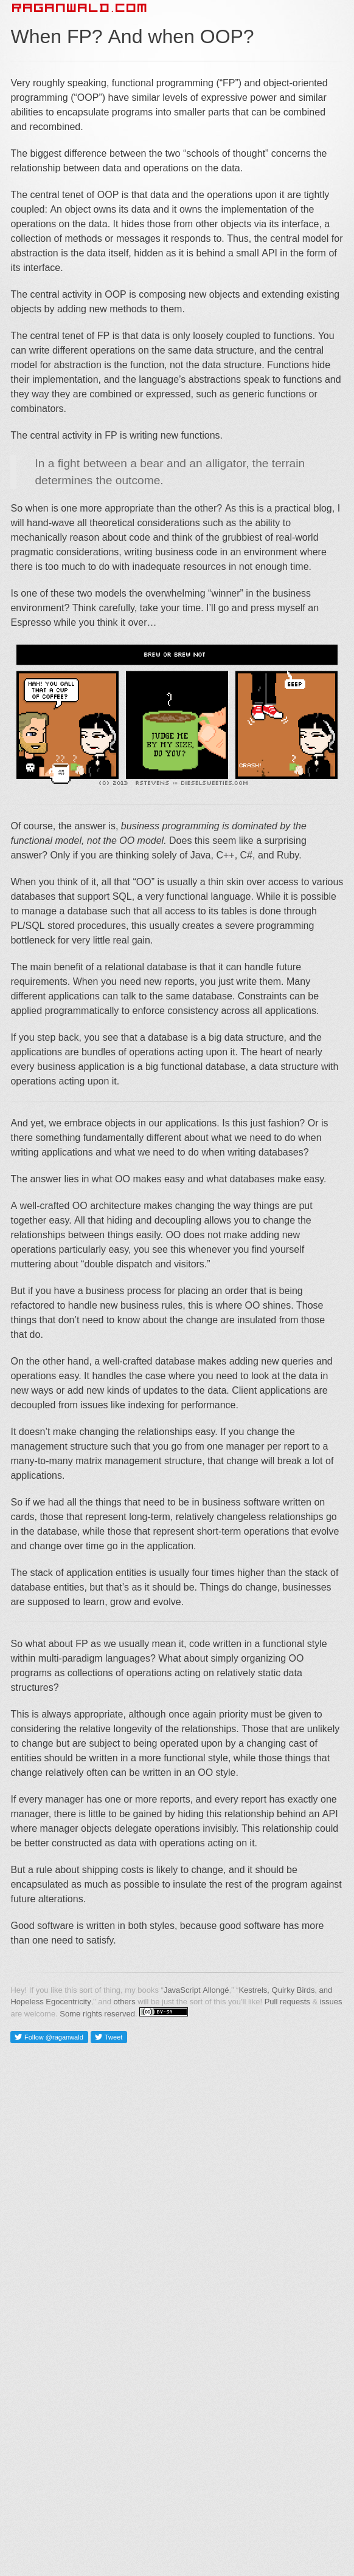 RAGANWALD.COM
When FP? And when OOP?
Very roughly speaking, functional programming (“FP”) and object-oriented
programming (“OOP”) have similar levels of expressive power and similar
abilities to encapsulate programs into smaller parts that can be combined
and recombined.
The biggest difference between the two “schools of thought” concerns the
relationship between data and operations on the data.
The central tenet of OOP is that data and the operations upon it are tightly
coupled: An object owns its data and it owns the implementation of the
operations on the data. It hides those from other objects via its interface, a
collection of methods or messages it responds to. Thus, the central model for
abstraction is the data itself, hidden as it is behind a small API in the form of
its interface.
The central activity in OOP is composing new objects and extending existing
objects by adding new methods to them.
The central tenet of FP is that data is only loosely coupled to functions. You
can write different operations on the same data structure, and the central
model for abstraction is the function, not the data structure. Functions hide
their implementation, and the language’s abstractions speak to functions and
they way they are combined or expressed, such as generic functions or
combinators.
The central activity in FP is writing new functions.
In a fight between a bear and an alligator, the terrain
determines the outcome.
So when is one more appropriate than the other? As this is a practical blog, I
will hand-wave all theoretical considerations such as the ability to
mechanically reason about code and think of the grubbiest of real-world
pragmatic considerations, writing business code in an environment where
there is too much to do with inadequate resources in not enough time.
Is one of these two models the overwhelming “winner” in the business
environment? Think carefully, take your time. I’ll go and press myself an
Espresso while you think it over…
BREW OR BREW NOT
HAH! YOU CALL
THAT A CUP
OF COFFEE?
JUDGE ME
BY MY SIZE,
DO YOU?
EEEP
CRASH!
(C) 2013 RSTEVENS :: DIESELSWEETIES.COM
Of course, the answer is, business programming is dominated by the
functional model, not the OO model. Does this seem like a surprising
answer? Only if you are thinking solely of Java, C++, C#, and Ruby.
When you think of it, all that “OO” is usually a thin skin over access to various
databases that support SQL, a very functional language. While it is possible
to manage a database such that all access to its tables is done through
PL/SQL stored procedures, this usually creates a severe programming
bottleneck for very little real gain.
The main benefit of a relational database is that it can handle future
requirements. When you need new reports, you just write them. Many
different applications can talk to the same database. Constraints can be
applied programmatically to enforce consistency across all applications.
If you step back, you see that a database is a big data structure, and the
applications are bundles of operations acting upon it. The heart of nearly
every business application is a big functional database, a data structure with
operations acting upon it.
And yet, we embrace objects in our applications. Is this just fashion? Or is
there something fundamentally different about what we need to do when
writing applications and what we need to do when writing databases?
The answer lies in what OO makes easy and what databases make easy.
A well-crafted OO architecture makes changing the way things are put
together easy. All that hiding and decoupling allows you to change the
relationships between things easily. OO does not make adding new
operations particularly easy, you see this whenever you find yourself
muttering about “double dispatch and visitors.”
But if you have a business process for placing an order that is being
refactored to handle new business rules, this is where OO shines. Those
things that don’t need to know about the change are insulated from those
that do.
On the other hand, a well-crafted database makes adding new queries and
operations easy. It handles the case where you need to look at the data in
new ways or add new kinds of updates to the data. Client applications are
decoupled from issues like indexing for performance.
It doesn’t make changing the relationships easy. If you change the
management structure such that you go from one manager per report to a
many-to-many matrix management structure, that change will break a lot of
applications.
So if we had all the things that need to be in business software written on
cards, those that represent long-term, relatively changeless relationships go
in the database, while those that represent short-term operations that evolve
and change over time go in the application.
The stack of application entities is usually four times higher than the stack of
database entities, but that’s as it should be. Things do change, businesses
are supposed to learn, grow and evolve.
So what about FP as we usually mean it, code written in a functional style
within multi-paradigm languages? What about simply organizing OO
programs as collections of operations acting on relatively static data
structures?
This is always appropriate, although once again priority must be given to
considering the relative longevity of the relationships. Those that are unlikely
to change but are subject to being operated upon by a changing cast of
entities should be written in a more functional style, while those things that
change relatively often can be written in an OO style.
If every manager has one or more reports, and every report has exactly one
manager, there is little to be gained by hiding this relationship behind an API
where manager objects delegate operations invisibly. This relationship could
be better constructed as data with operations acting on it.
But a rule about shipping costs is likely to change, and it should be
encapsulated as much as possible to insulate the rest of the program against
future alterations.
Good software is written in both styles, because good software has more
than one need to satisfy.
Hey! If you like this sort of thing, my books "JavaScript Allongé," "Kestrels, Quirky Birds, and
Hopeless Egocentricity," and others will be just the sort of this you'll like! Pull requests & issues
are welcome. Some rights reserved. (cc) BY-SA
Follow @raganwald Tweet